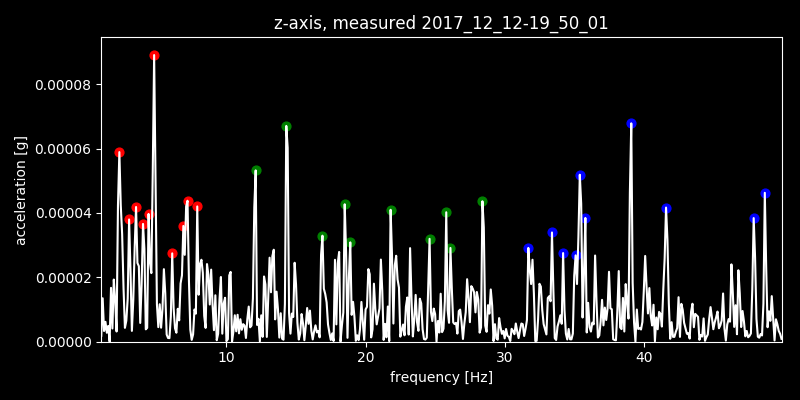 z-axis, measured 2017_12_12-19_50_01
0.00008
0.00006
0.00004
0.00002
0.00000
acceleration [g]
10 20 30 40
frequency [Hz]